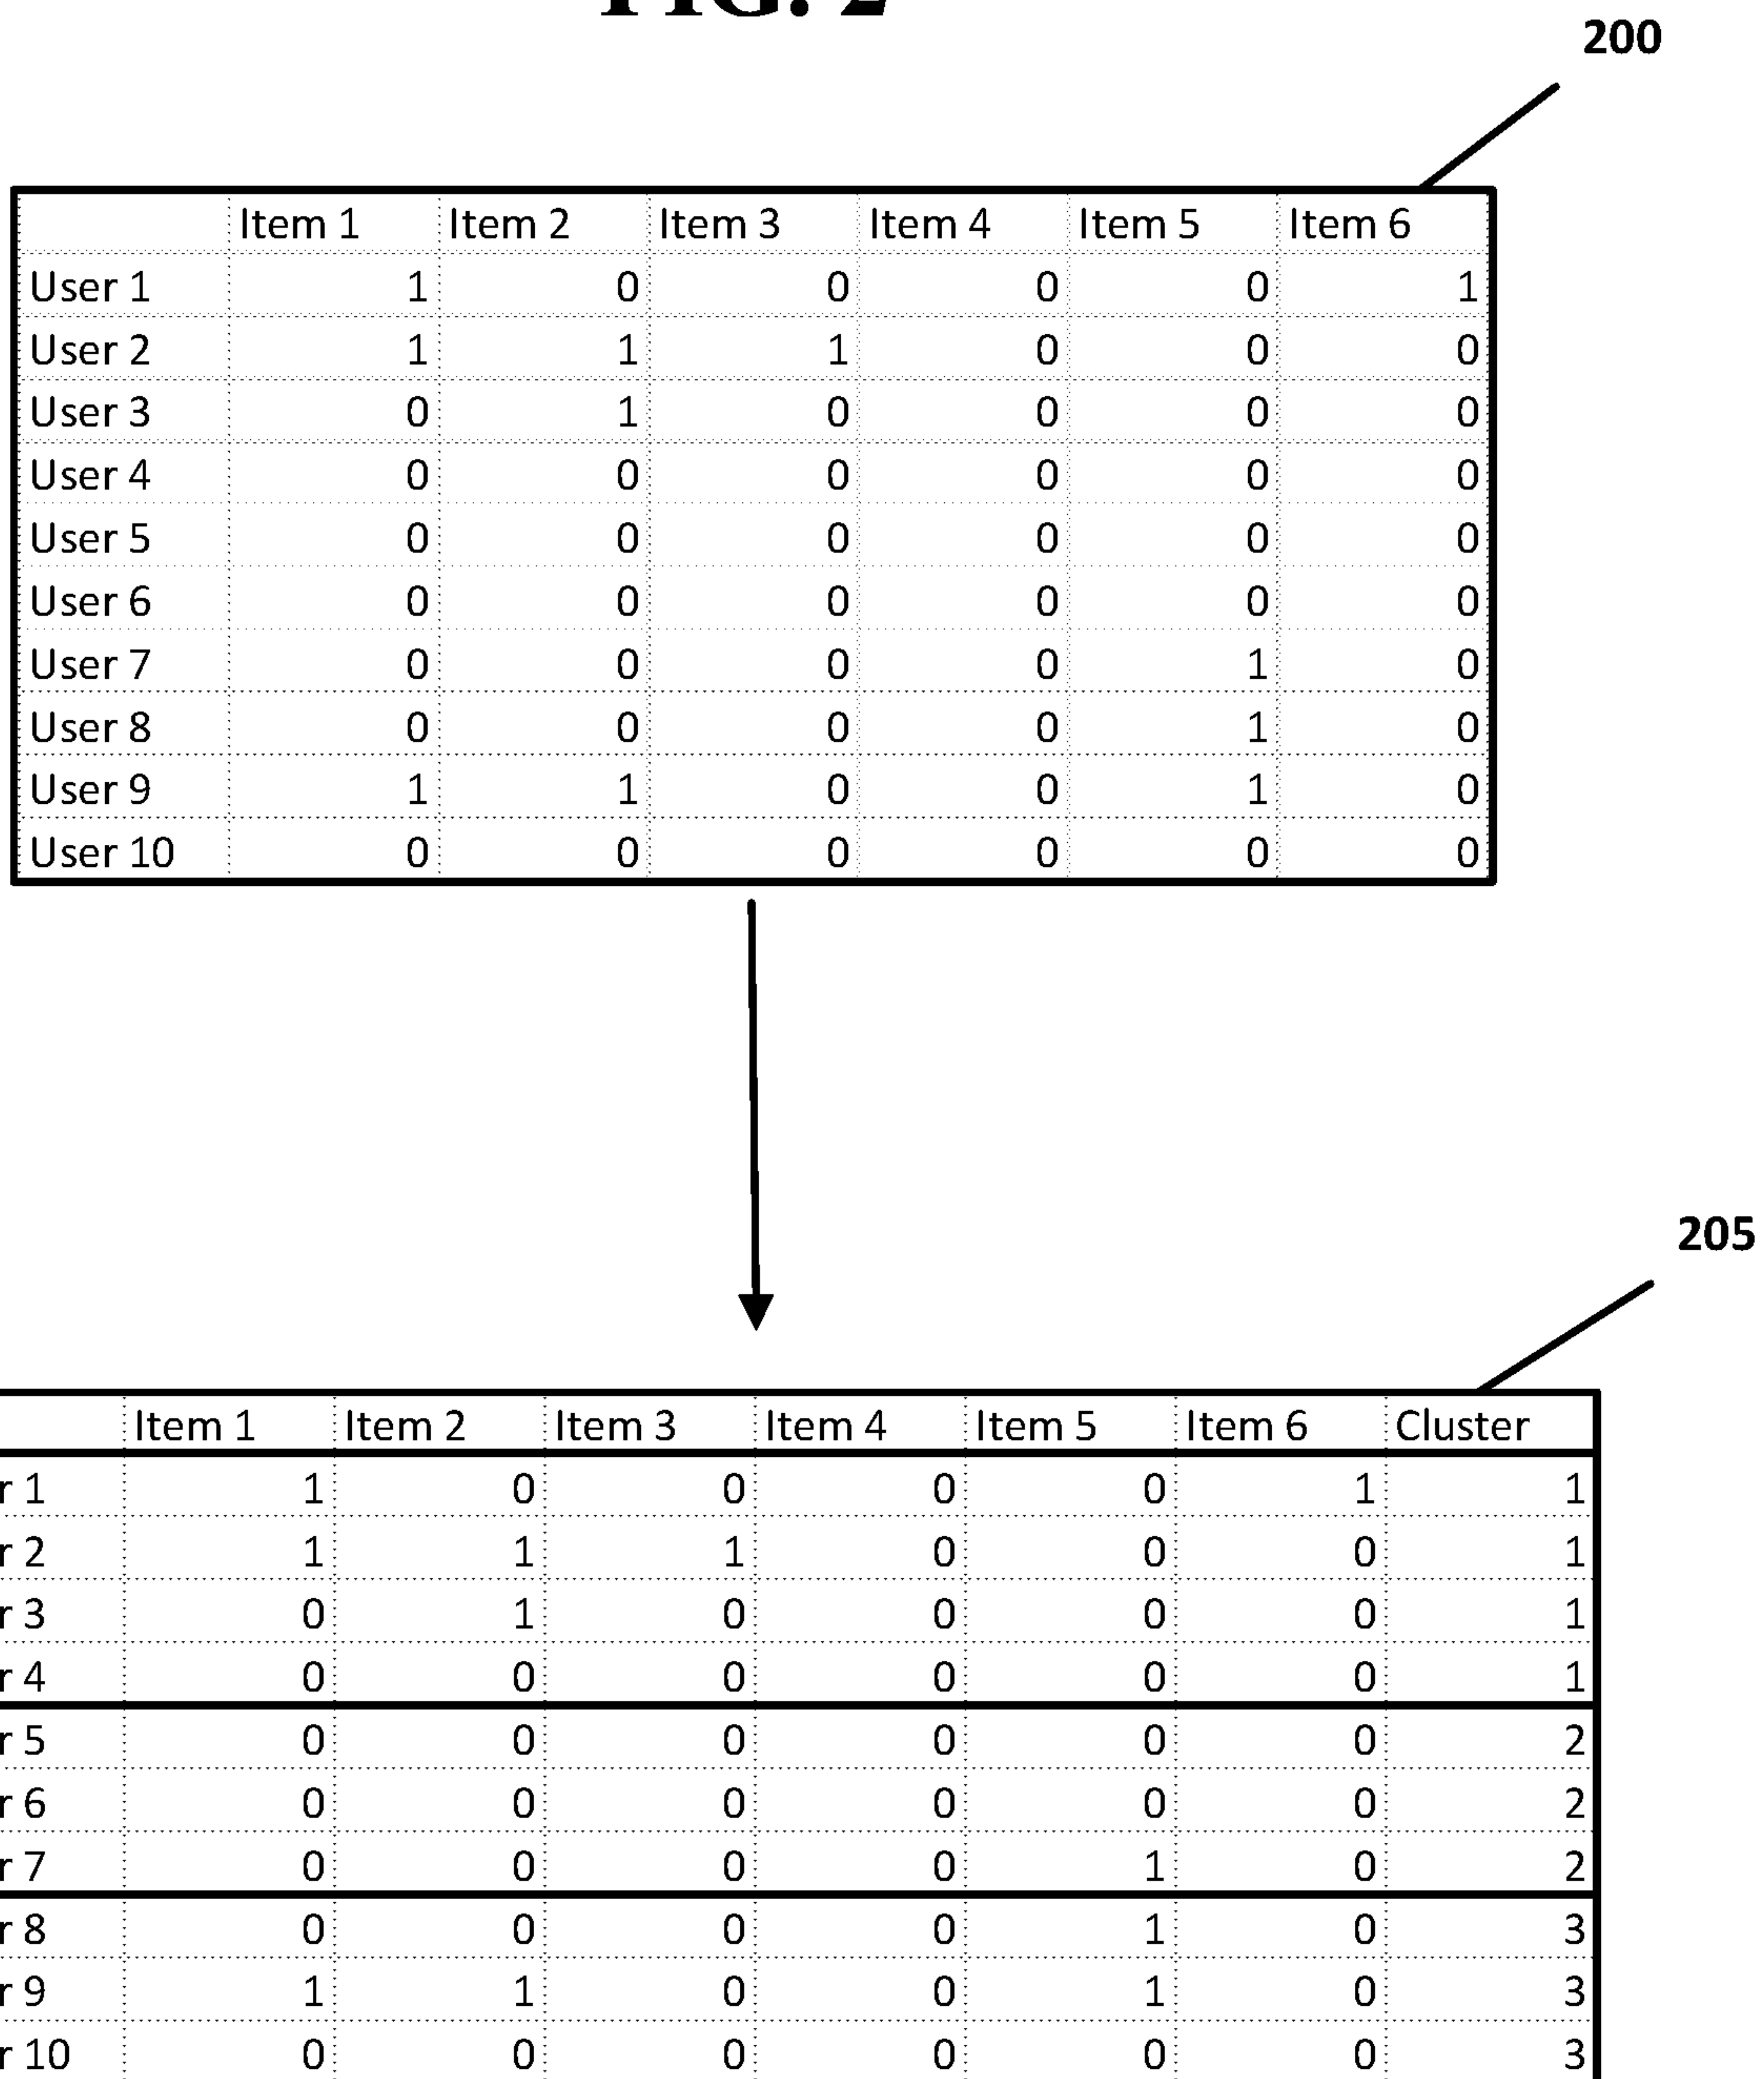 FIG. 2
200
Item 1 Item 2 Item 3 Item 4 Item 5 Item 6
User 1 1 0 0 0 0 1
User 2 1 1 1 0 0 0
User 3 0 1 0 0 0 0
User 4 0 0 0 0 0 0
User 5 0 0 0 0 0 0
User 6 0 0 0 0 0 0
User 7 0 0 0 0 1 0
User 8 0 0 0 0 1 0
User 9 1 1 0 0 1 0
User 10 0 0 0 0 0 0
205
Item 1 Item 2 Item 3 Item 4 Item 5 Item 6 Cluster
r 1 1 0 0 0 0 1 1
r 2 1 1 1 0 0 0 1
r 3 0 1 0 0 0 0 1
r 4 0 0 0 0 0 0 1
r 5 0 0 0 0 0 0 2
r 6 0 0 0 0 0 0 2
r 7 0 0 0 0 1 0 2
r 8 0 0 0 0 1 0 3
r 9 1 1 0 0 1 0 3
r 10 0 0 0 0 0 0 3